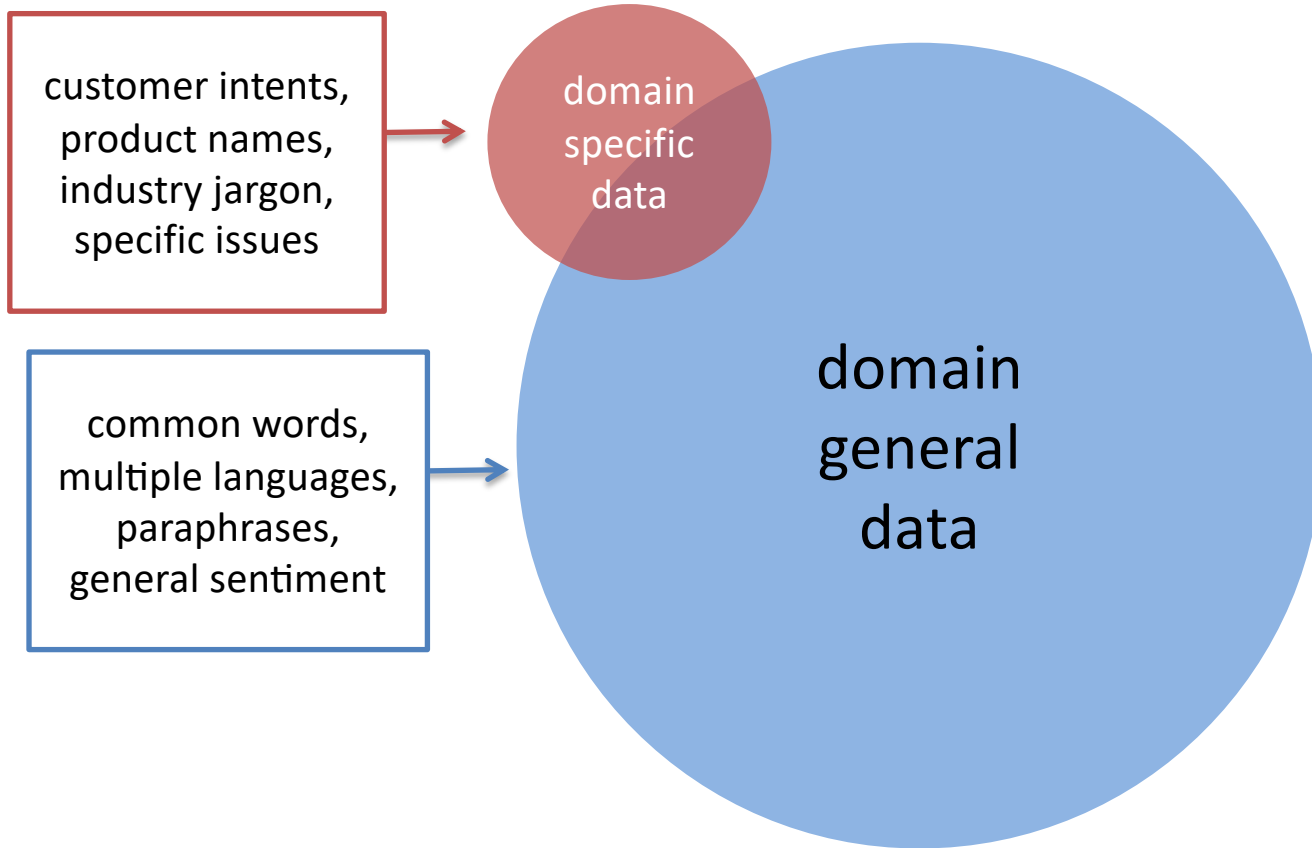 customer intents,
product names,
industry jargon,
specific issues
domain
specific
data
common words,
multiple languages,
paraphrases,
general sentiment
domain
general
data